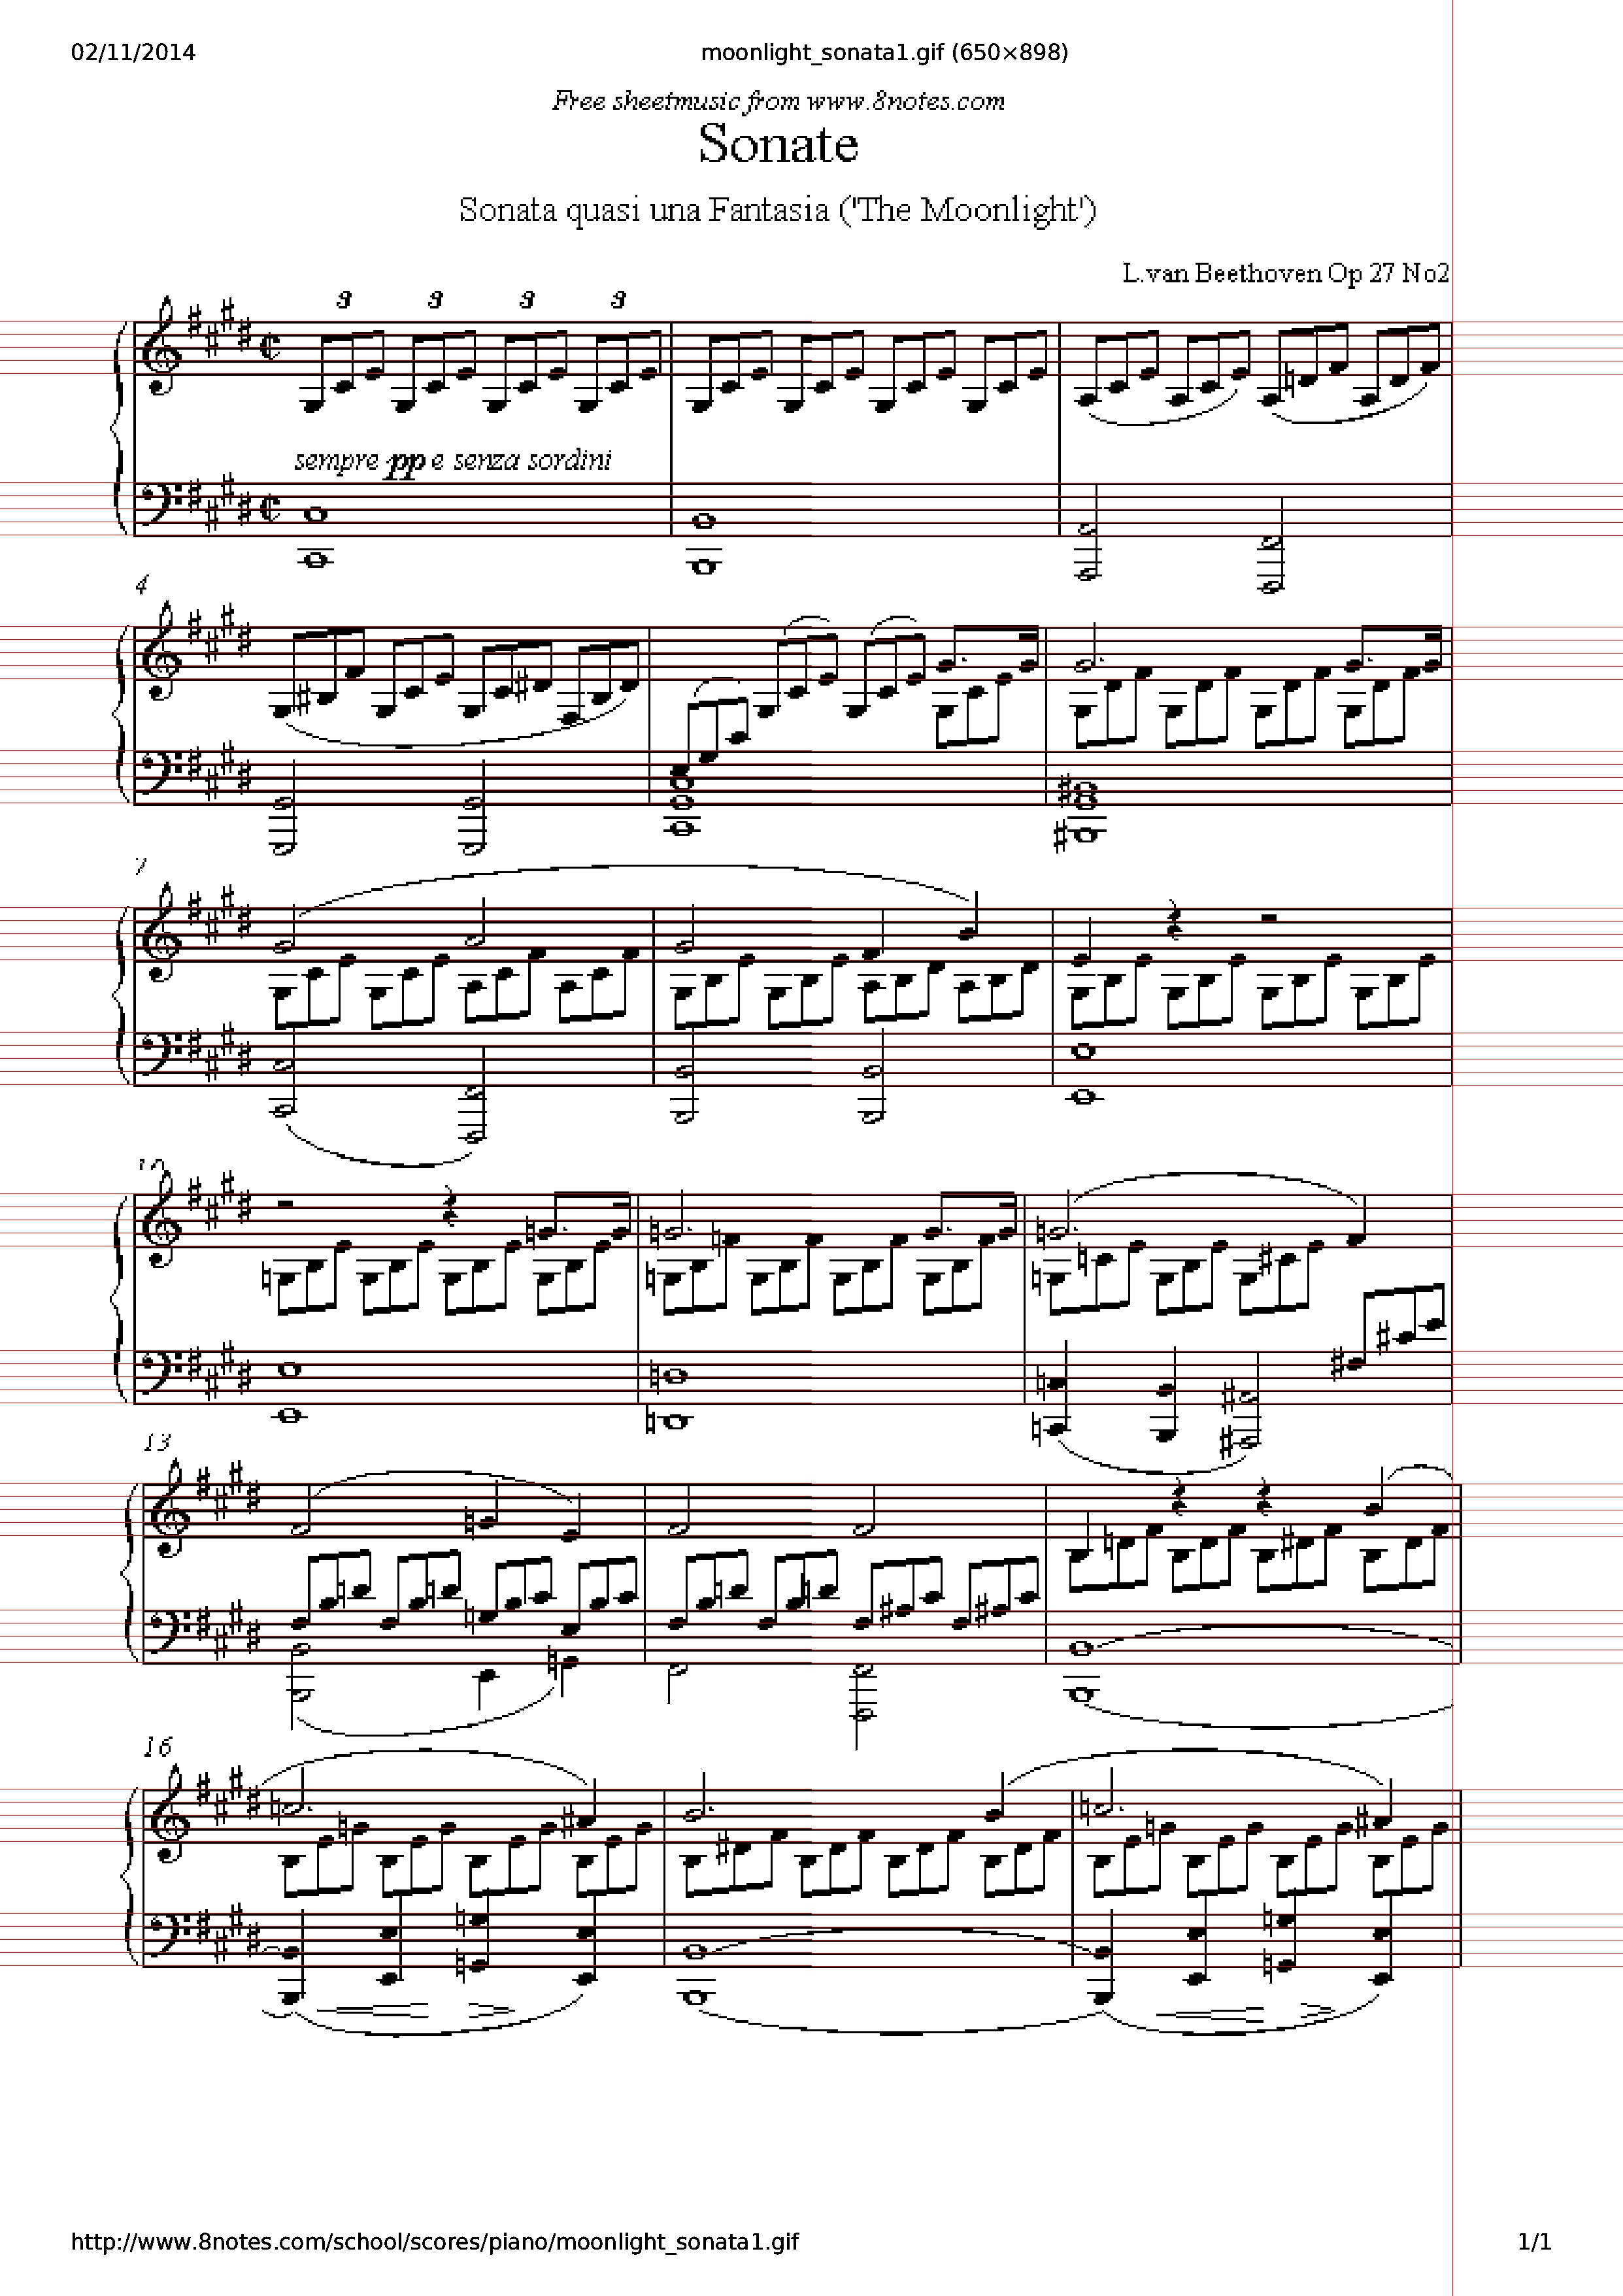 02/11/2014 moonlight_sonata1.gif (650×898)
Free sheetmusic from www.8notes.com
Sonate
Sonata quasi una Fantasia ('The Moonlight')
L.van Beethoven Op 27 No2
3 3 3 3
sempre pp e senza sordini
4
7
13
16
http://www.8notes.com/school/scores/piano/moonlight_sonata1.gif 1/1